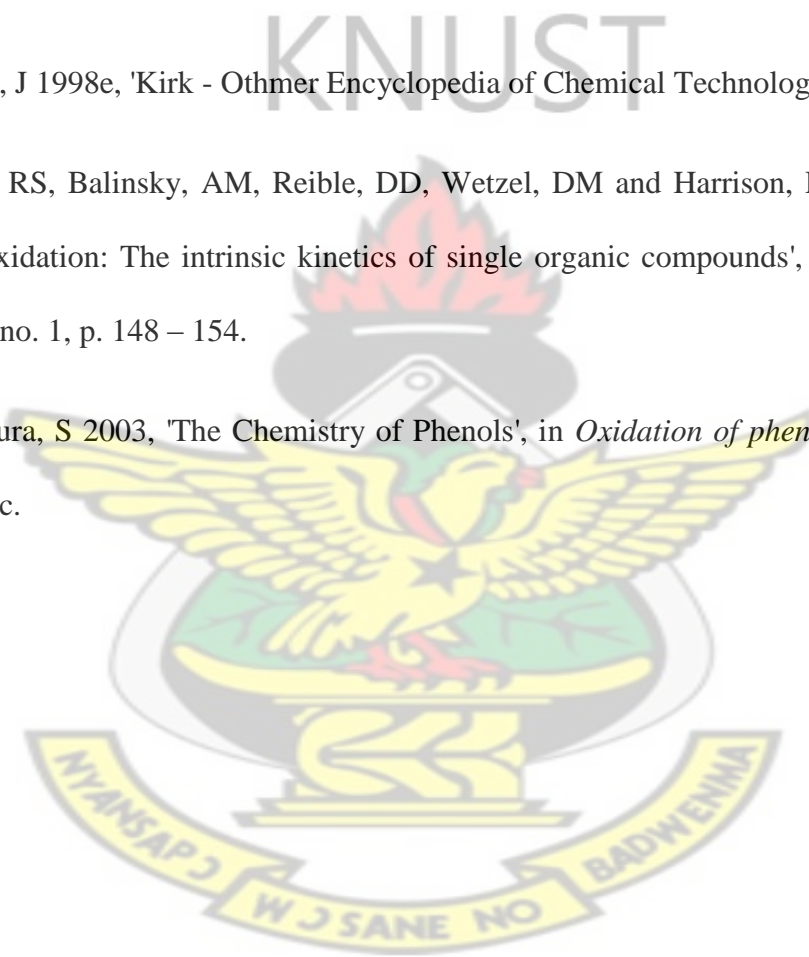 KNUST
, J 1998e, 'Kirk - Othmer Encyclopedia of Chemical Technolog
RS, Balinsky, AM, Reible, DD, Wetzel, DM and Harrison,
xidation: The intrinsic kinetics of single organic compounds',
no. 1, p. 148 – 154.
ura, S 2003, 'The Chemistry of Phenols', in Oxidation of phen
c.
NYANSAPƆ WƆSANE NO BADWENMA